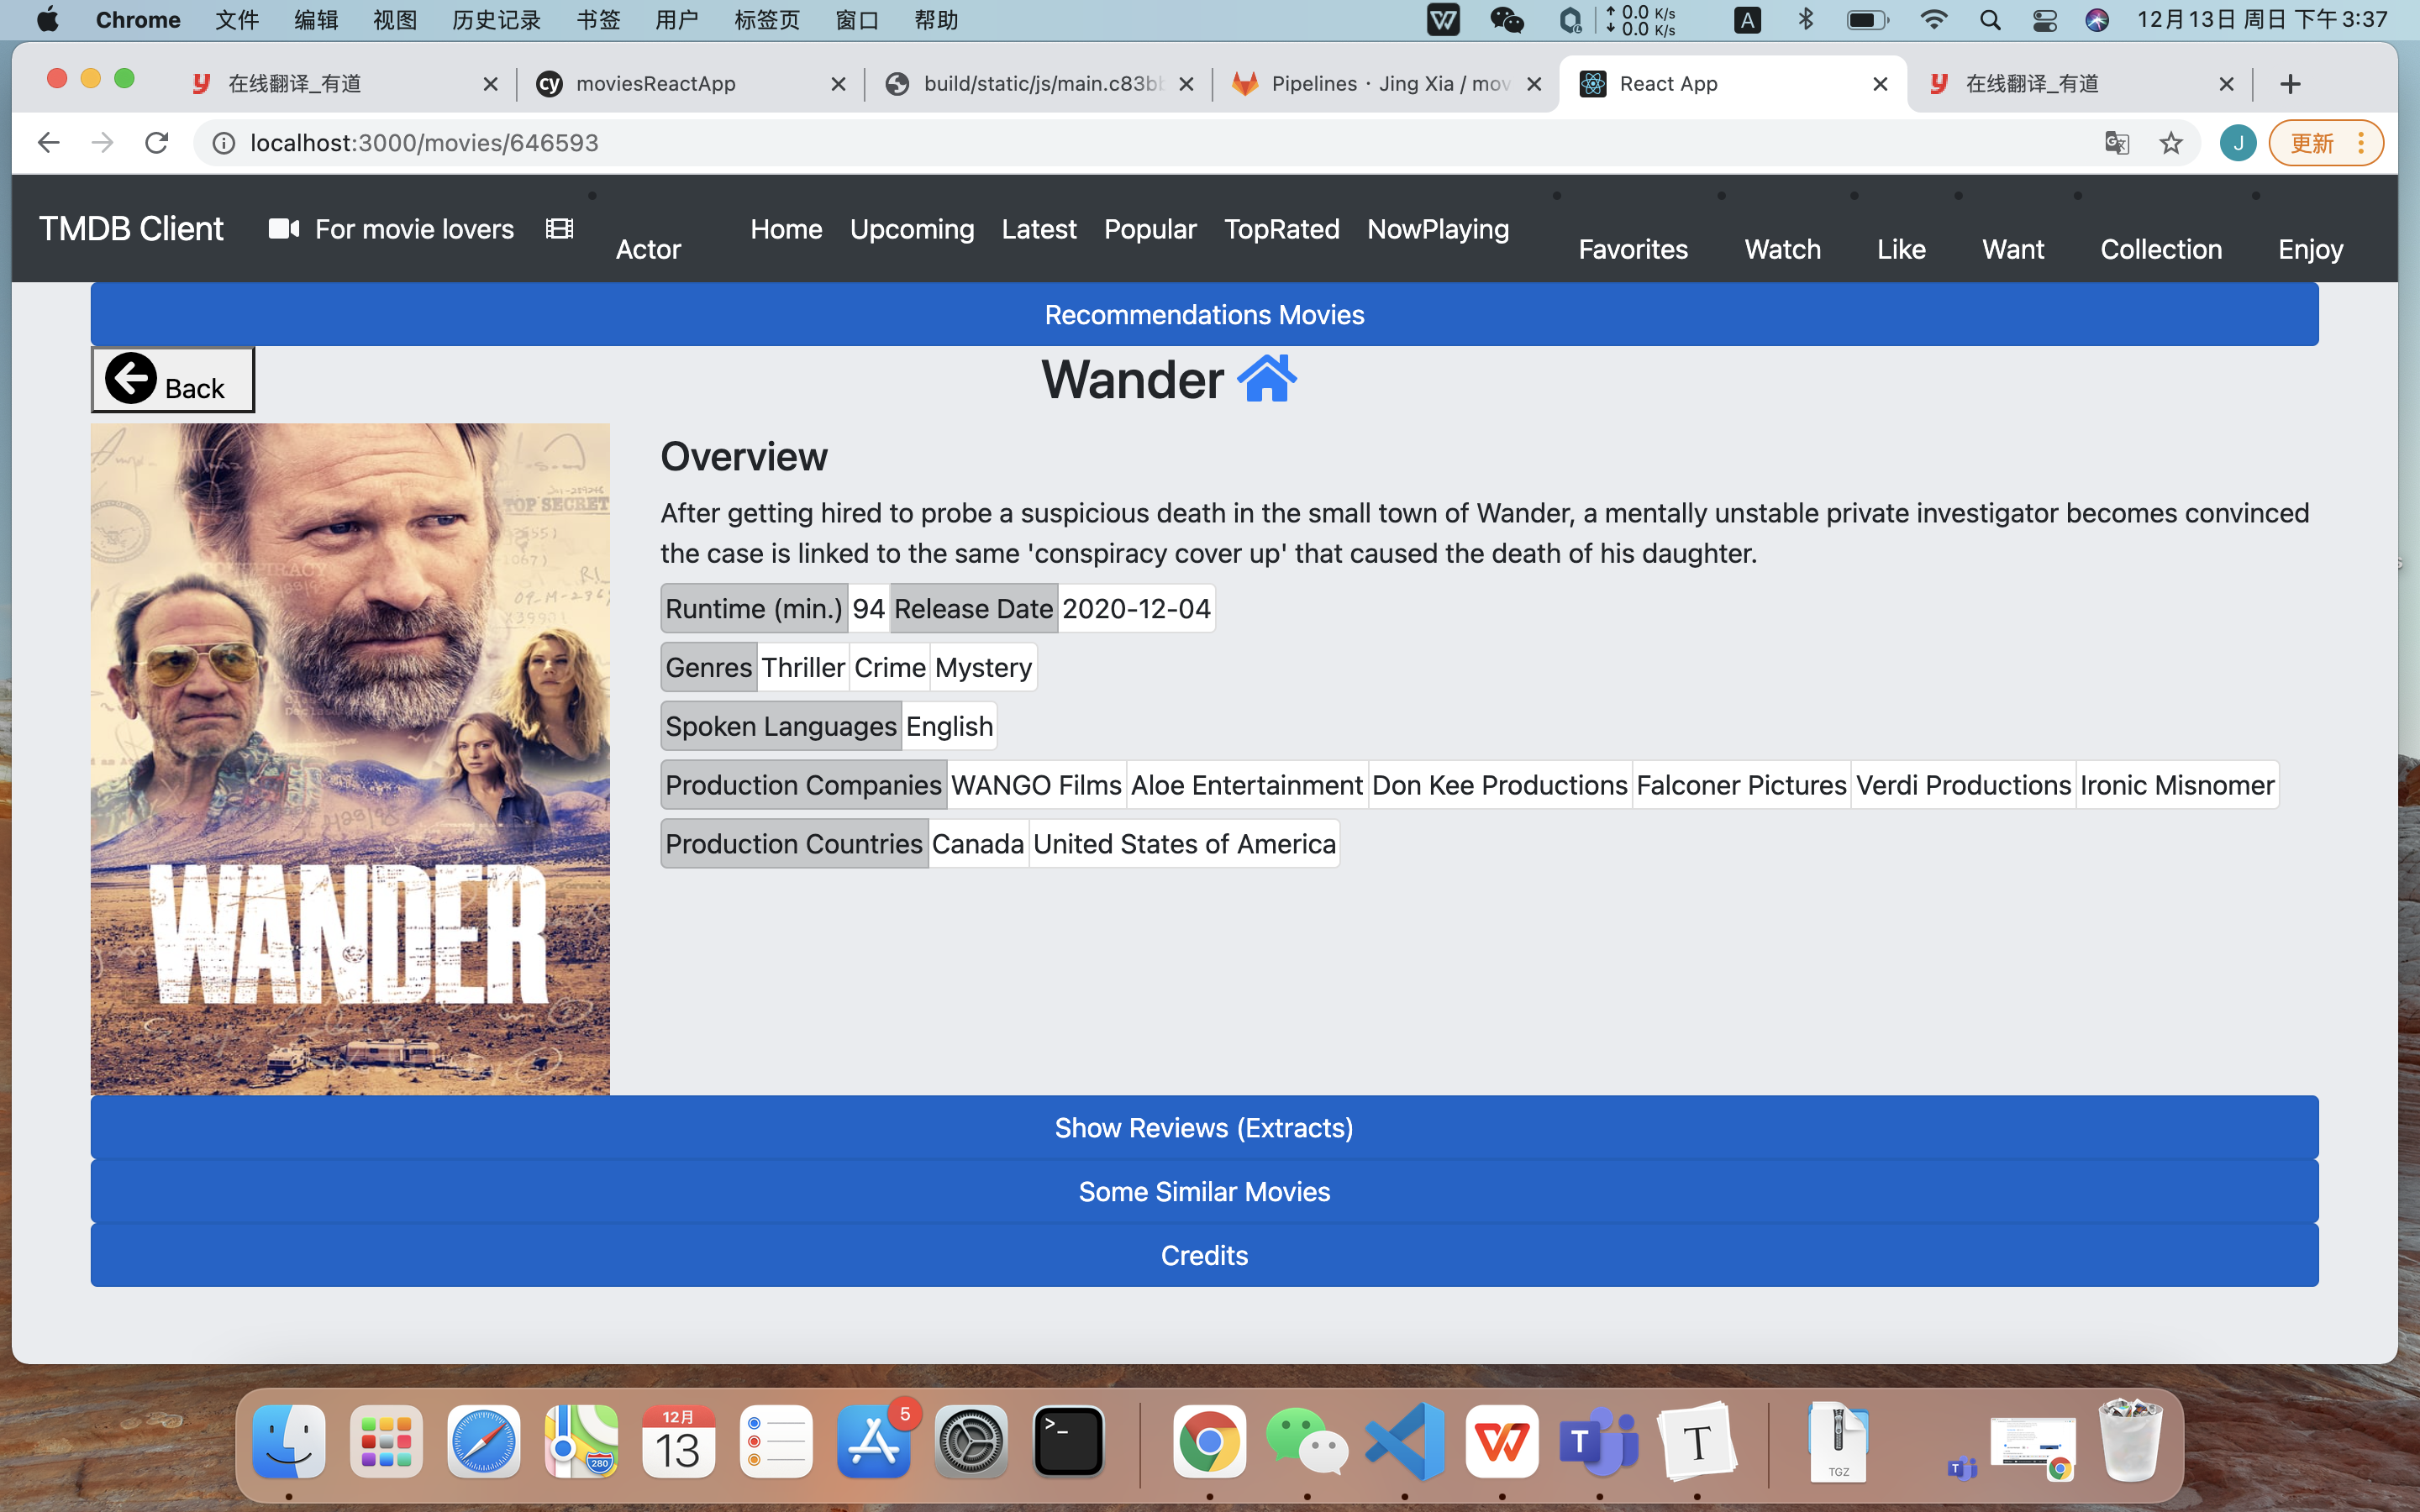 Chrome 文件 编辑 视图 历史记录 书签 用户 标签页 窗口 帮助 0.0 K/s 0.0 K/s A 12月13日 周日 下午3:37
在线翻译_有道 cy moviesReactApp build/static/js/main.c83b Pipelines · Jing Xia / mov React App 在线翻译_有道
localhost:3000/movies/646593 J 更新
TMDB Client For movie lovers Actor Home Upcoming Latest Popular TopRated NowPlaying Favorites Watch Like Want Collection Enjoy
Recommendations Movies
Back Wander
Overview
After getting hired to probe a suspicious death in the small town of Wander, a mentally unstable private investigator becomes convinced
the case is linked to the same 'conspiracy cover up' that caused the death of his daughter.
Runtime (min.) 94 Release Date 2020-12-04
Genres Thriller Crime Mystery
Spoken Languages English
Production Companies WANGO Films Aloe Entertainment Don Kee Productions Falconer Pictures Verdi Productions Ironic Misnomer
Production Countries Canada United States of America
TOP SECRET
CONSPIRACY
WANDER
Show Reviews (Extracts)
Some Similar Movies
Credits
280 12月 13 5 >_ T T TGZ T